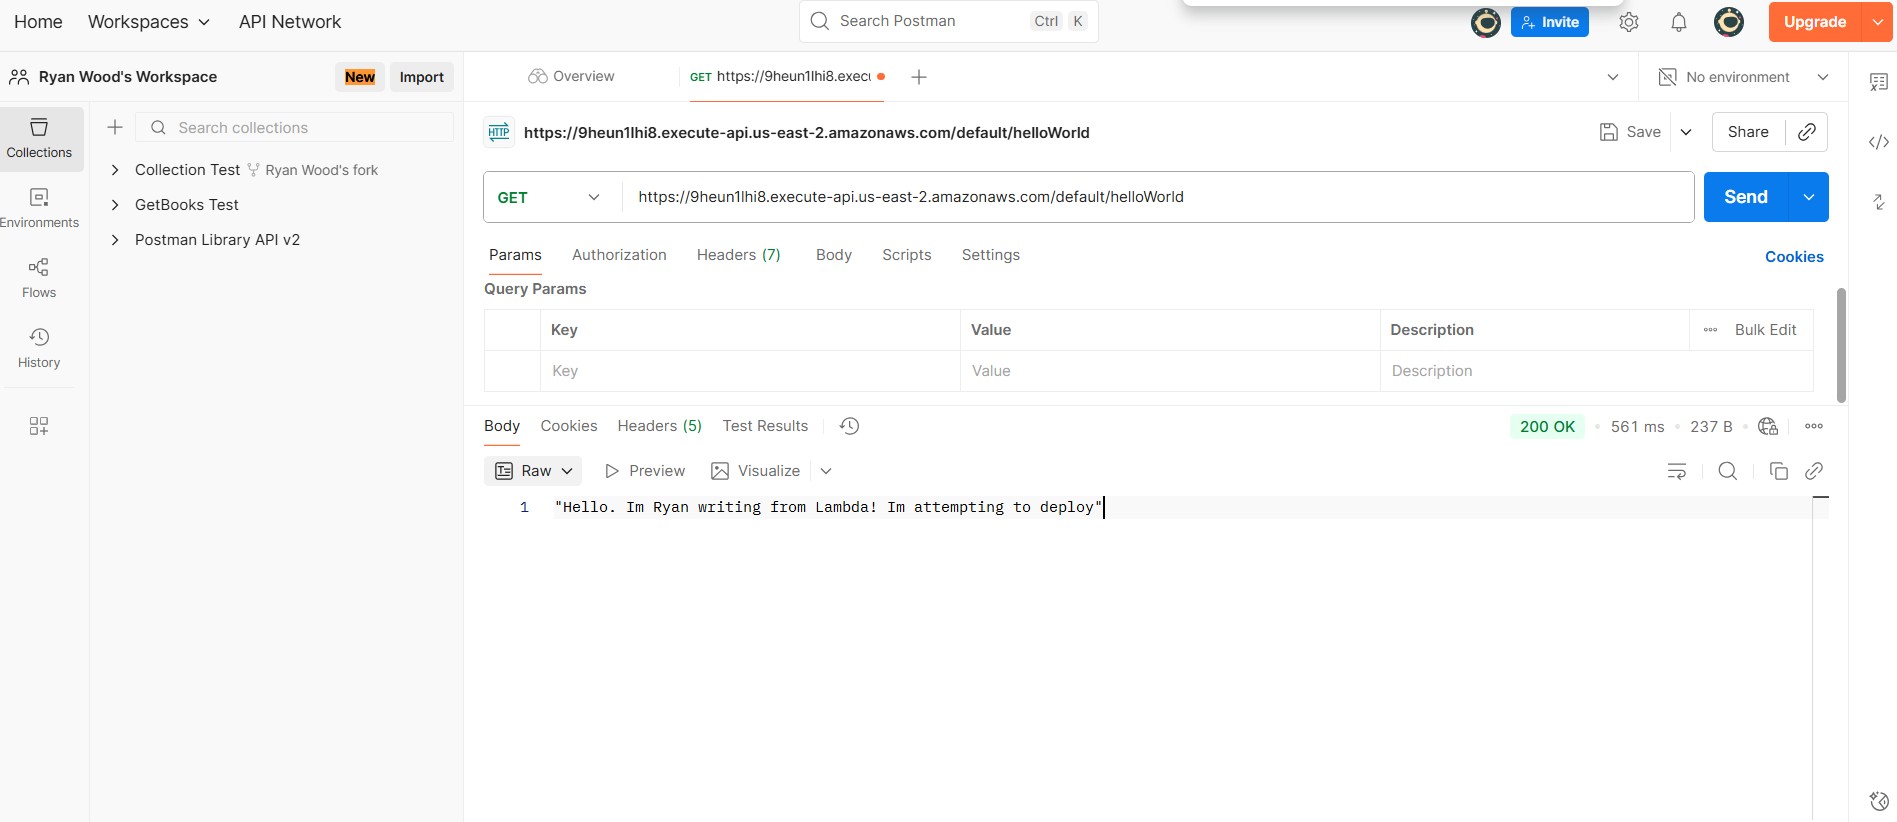 Home Workspaces API Network Search Postman Ctrl K Invite Upgrade
Ryan Wood's Workspace New Import Overview GET https://9heun1lhi8.execu No environment
Collections
Search collections
https://9heun1lhi8.execute-api.us-east-2.amazonaws.com/default/helloWorld Save Share
Collection Test Ryan Wood's fork
GetBooks Test
Postman Library API v2
Environments
Flows
History
GET https://9heun1lhi8.execute-api.us-east-2.amazonaws.com/default/helloWorld Send
Params Authorization Headers (7) Body Scripts Settings Cookies
Query Params
Key Value Description Bulk Edit
Key Value Description
Body Cookies Headers (5) Test Results 200 OK 561 ms 237 B
Raw Preview Visualize
1 "Hello. Im Ryan writing from Lambda! Im attempting to deploy"